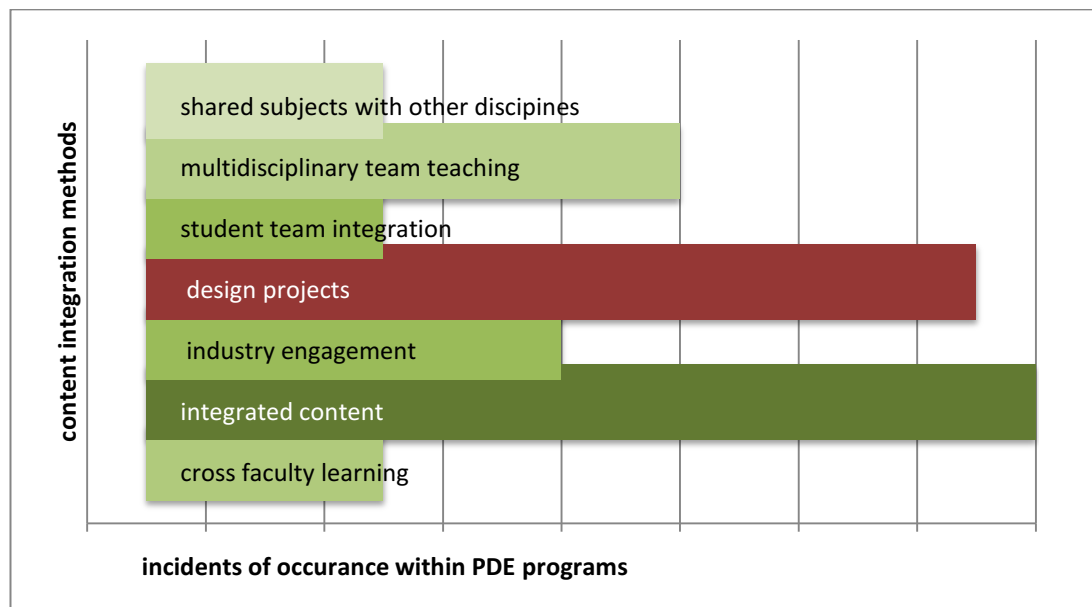 shared subjects with other discipines
multidisciplinary team teaching
student team integration
design projects
industry engagement
integrated content
cross faculty learning
content integration methods
incidents of occurance within PDE programs